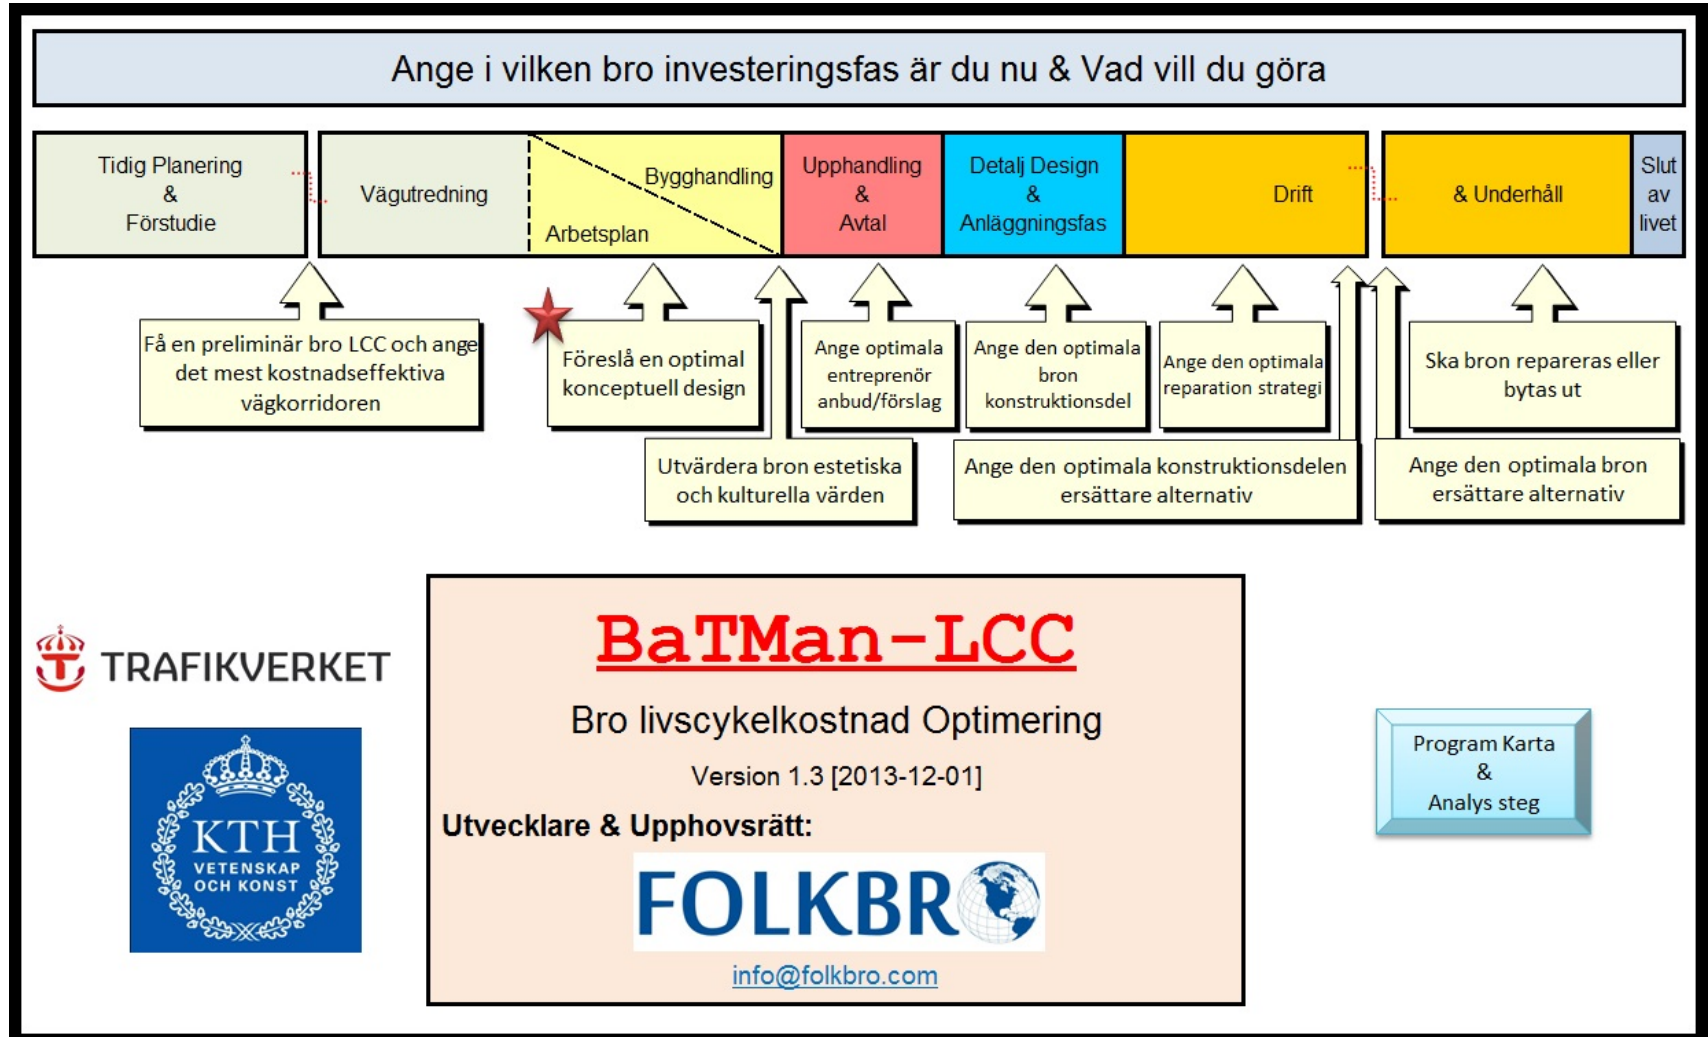 Ange i vilken bro investeringsfas är du nu & Vad vill du göra
Tidig Planering
&
Förstudie
Vägutredning
Bygghandling
Arbetsplan
Upphandling
&
Avtal
Detalj Design
&
Anläggningsfas
Drift
& Underhåll
Slut
av
livet
Få en preliminär bro LCC och ange
det mest kostnadseffektiva
vägkorridoren
Föreslå en optimal
konceptuell design
Ange optimala
entreprenör
anbud/förslag
Ange den optimala
bron
konstruktionsdel
Ange den optimala
reparation strategi
Ska bron repareras eller
bytas ut
Utvärdera bron estetiska
och kulturella värden
Ange den optimala konstruktionsdelen
ersättare alternativ
Ange den optimala bron
ersättare alternativ
TRAFIKVERKET
KTH
VETENSKAP
OCH KONST
BaTMan-LCC
Bro livscykelkostnad Optimering
Version 1.3 [2013-12-01]
Utvecklare & Upphovsrätt:
FOLKBR
info@folkbro.com
Program Karta
&
Analys steg